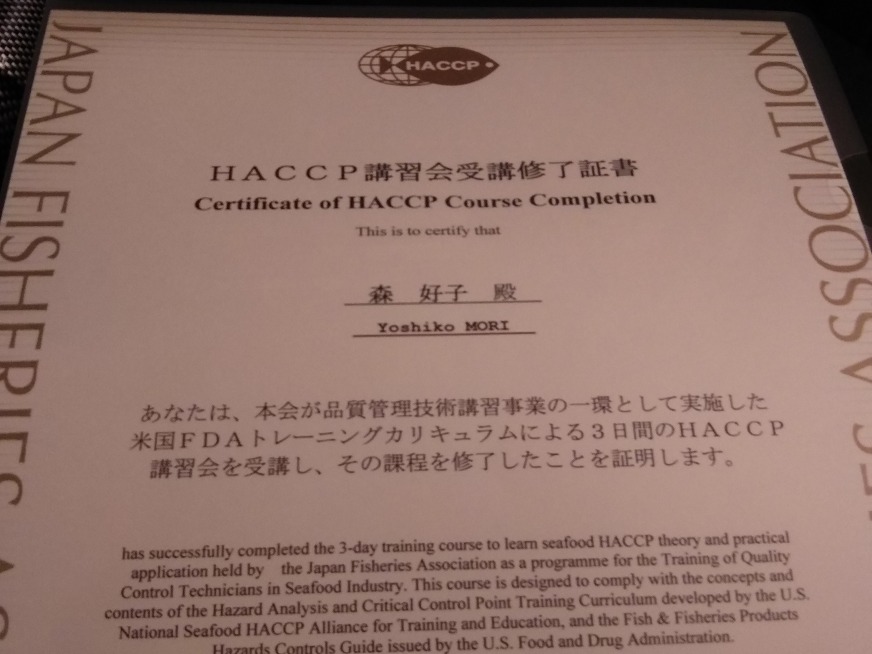 HACCP
ＨＡＣＣＰ講習会受講修了証書
Certificate of HACCP Course Completion
This is to certify that
森　好子　殿
Yoshiko MORI
あなたは、本会が品質管理技術講習事業の一環として実施した
米国ＦＤＡトレーニングカリキュラムによる３日間のＨＡＣＣＰ
講習会を受講し、その課程を修了したことを証明します。
has successfully completed the 3-day training course to learn seafood HACCP theory and practical
application held by the Japan Fisheries Association as a programme for the Training of Quality
Control Technicians in Seafood Industry. This course is designed to comply with the concepts and
contents of the Hazard Analysis and Critical Control Point Training Curriculum developed by the U.S.
National Seafood HACCP Alliance for Training and Education, and the Fish & Fisheries Products
Hazards Controls Guide issued by the U.S. Food and Drug Administration.
JAPAN FISHERIES AS
ES ASSOCIATION